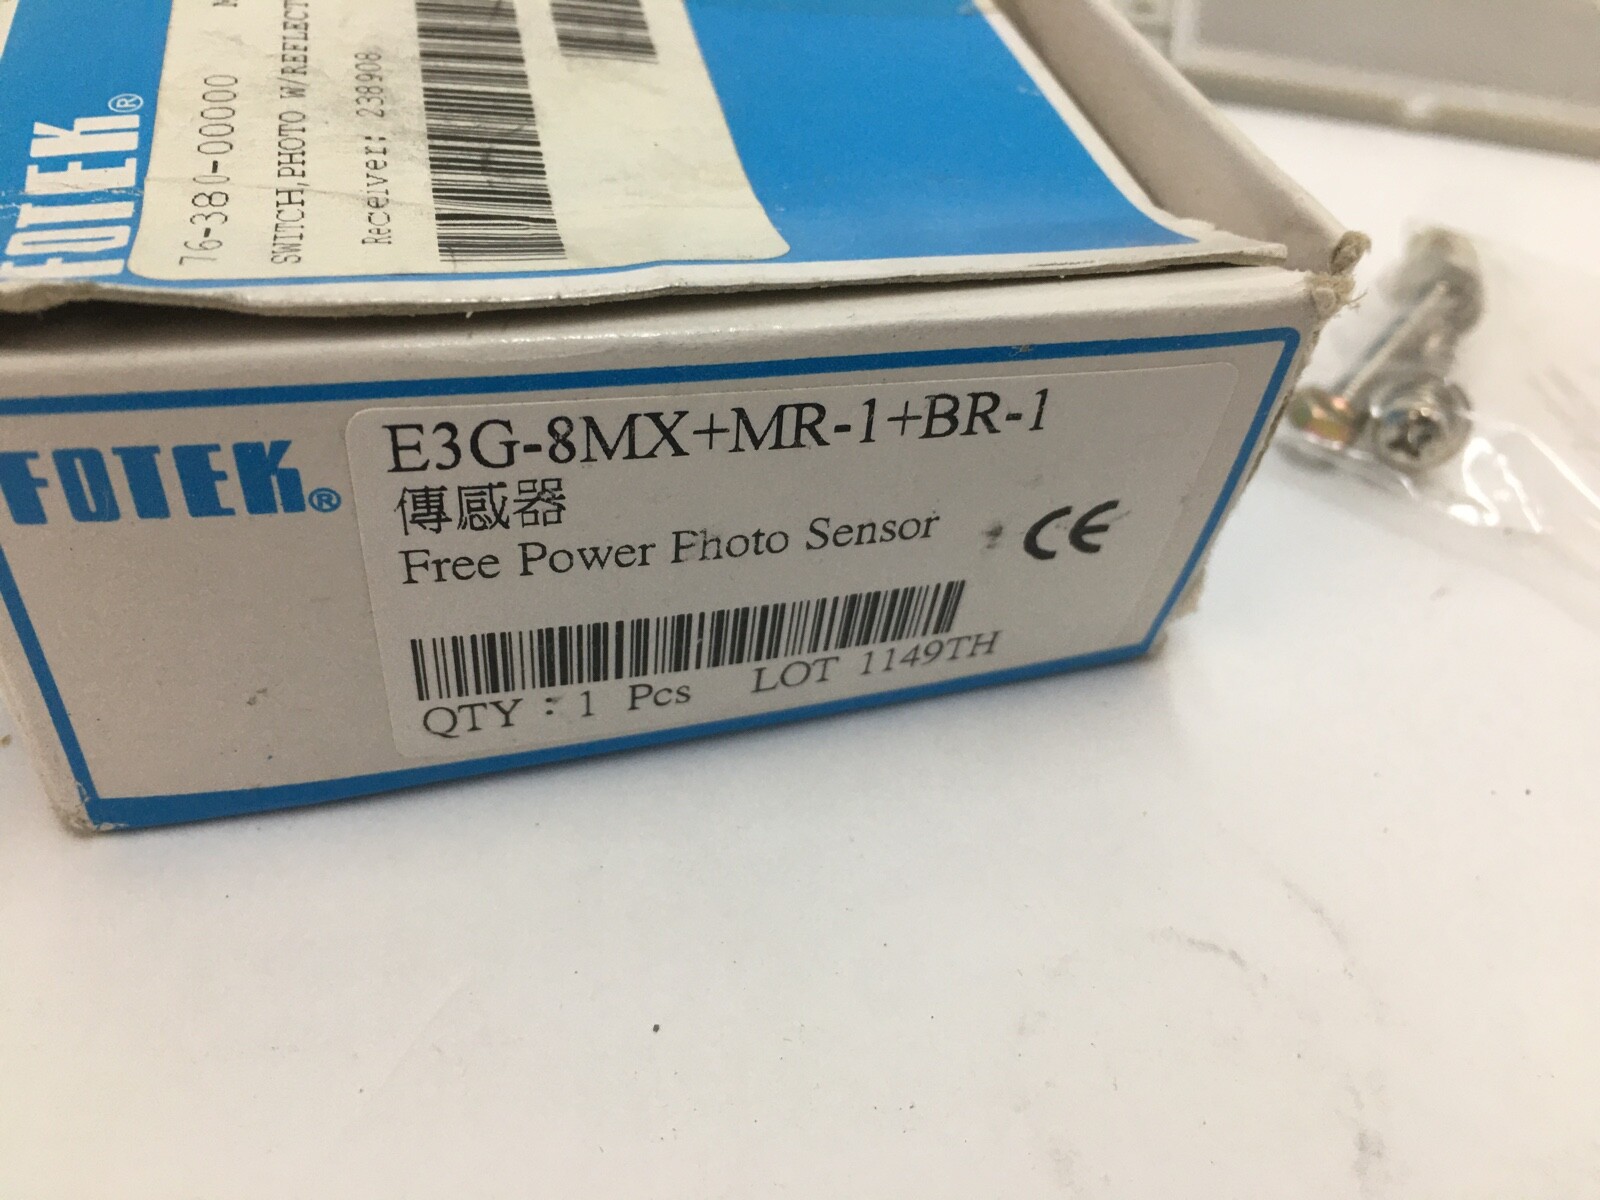 FOTEK®
76-380-00000
SWITCH,PHOTO W/REFLECT
Receiver: 238908
FOTEK®
E3G-8MX+MR-1+BR-1
傳感器
Free Power Fhoto Sensor
CE
QTY : 1 Pcs LOT 1149TH